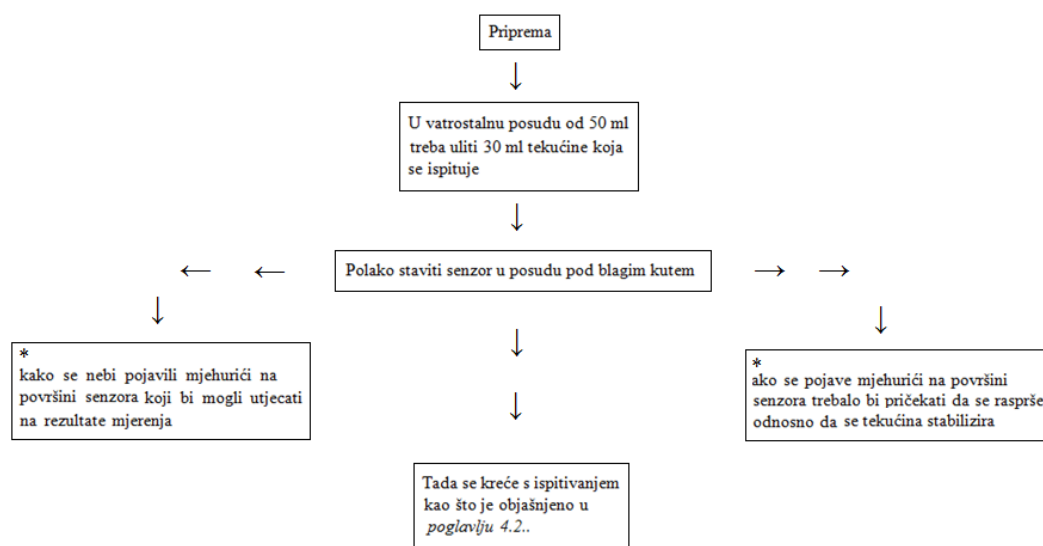 Priprema
U vatrostalnu posudu od 50 ml
treba uliti 30 ml tekućine koja
se ispituje
Polako staviti senzor u posudu pod blagim kutem
*
kako se nebi pojavili mjehurići na
površini senzora koji bi mogli utjecati
na rezultate mjerenja
*
ako se pojave mjehurići na površini
senzora trebalo bi pričekati da se rasprše
odnosno da se tekućina stabilizira
Tada se kreće s ispitivanjem
kao što je objašnjeno u
poglavlju 4.2..